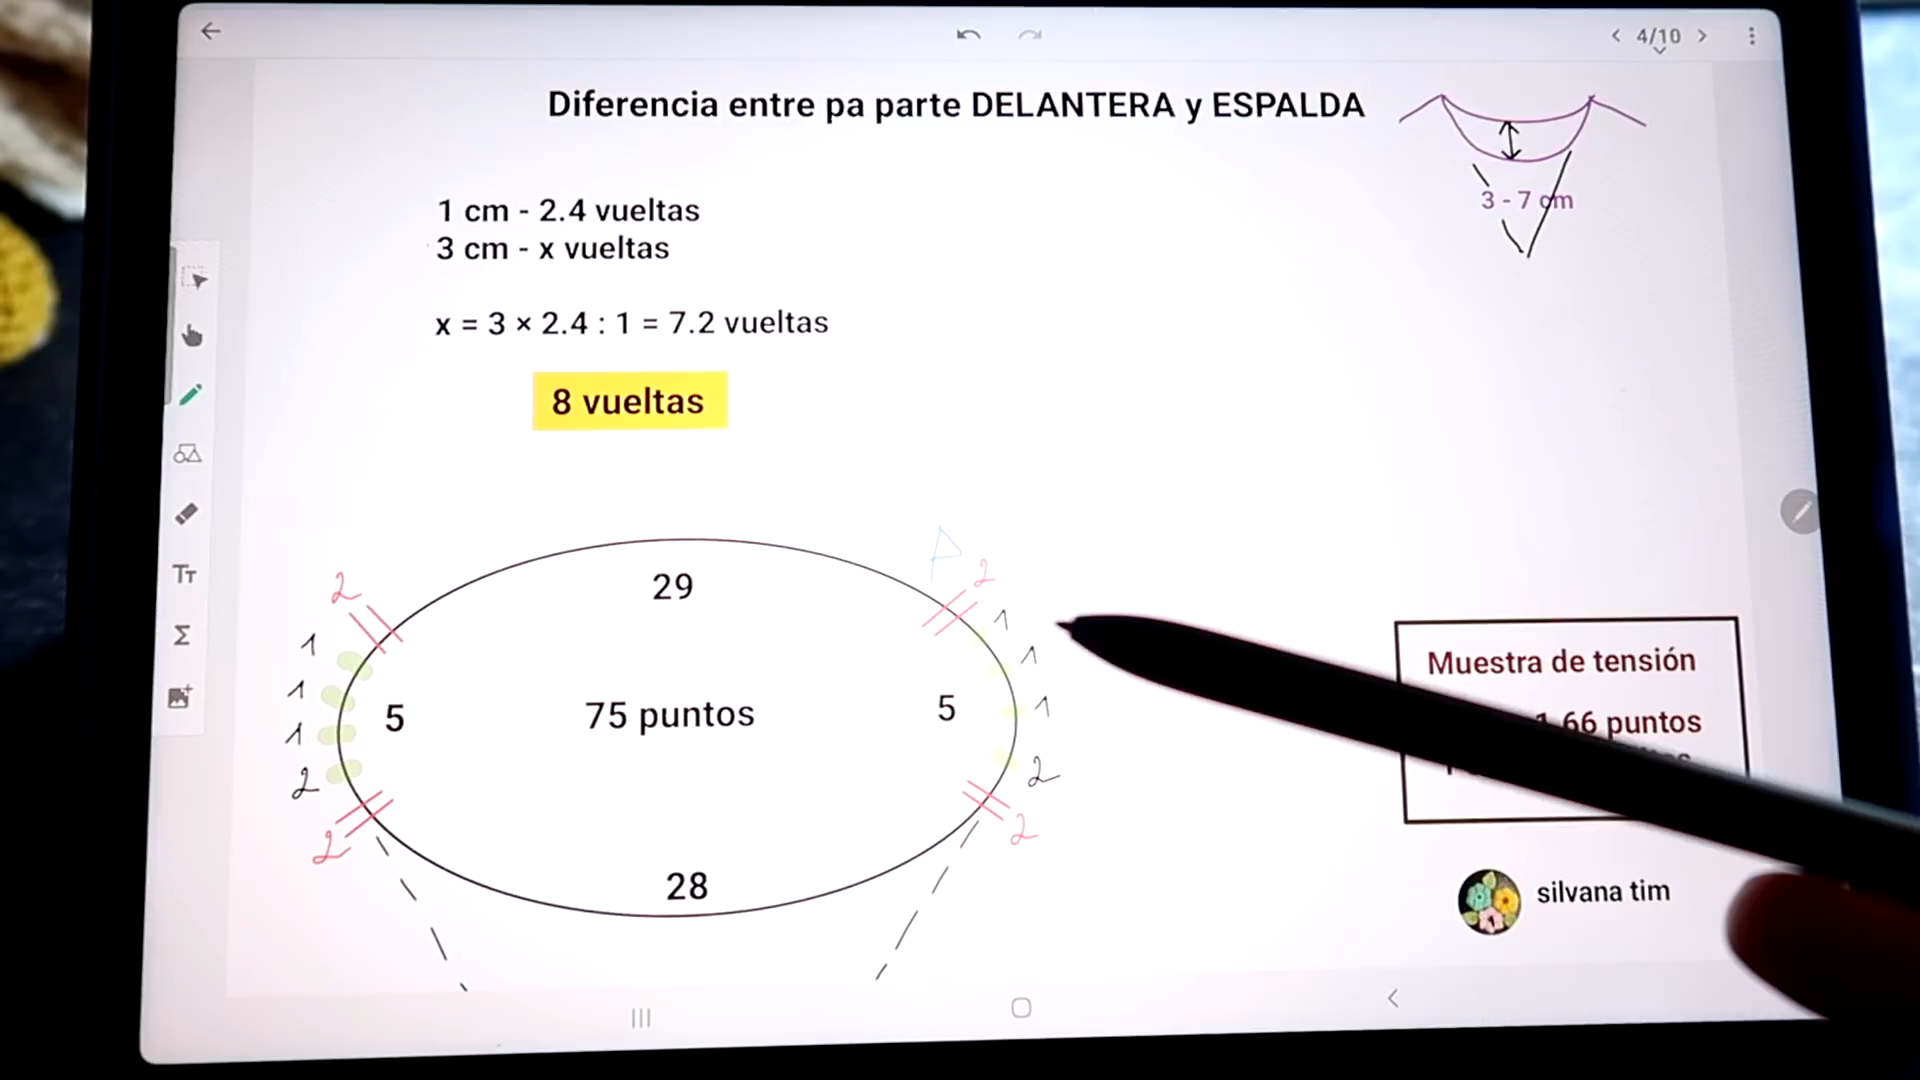 4/10
Diferencia entre pa parte DELANTERA y ESPALDA
3 - 7 cm
1 cm - 2.4 vueltas
3 cm - x vueltas
x = 3 × 2.4 : 1 = 7.2 vueltas
8 vueltas
Tт
Σ
P
2
2
29
1
1
1
1
1
1
2
2
5
75 puntos
5
2
2
28
Muestra de tensión
1.66 puntos
silvana tim